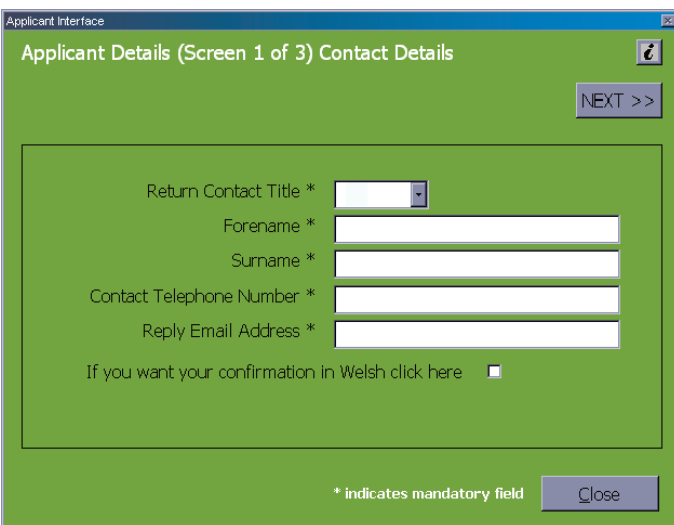 Applicant Interface
Applicant Details (Screen 1 of 3) Contact Details
i
NEXT >>
Return Contact Title *
Forename *
Surname *
Contact Telephone Number *
Reply Email Address *
If you want your confirmation in Welsh click here
* indicates mandatory field
Close